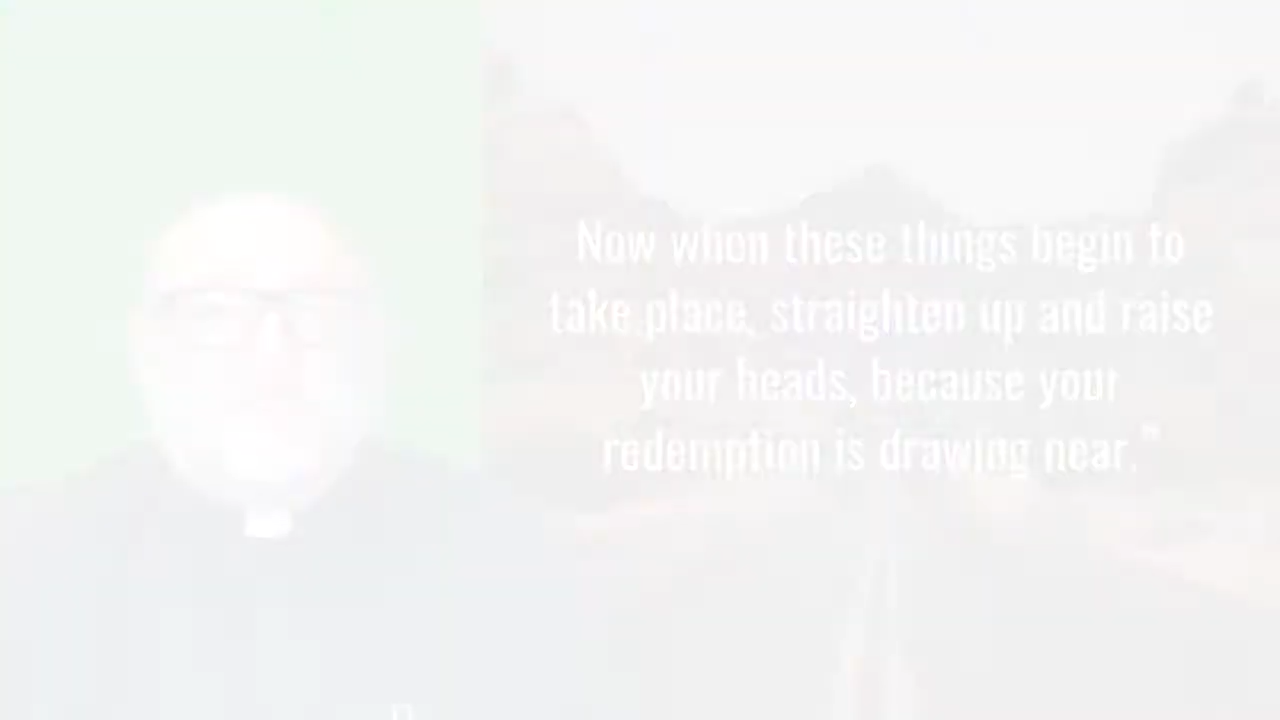 Now when these things begin to
take place, straighten up and raise
your heads, because your
redemption is drawing near."